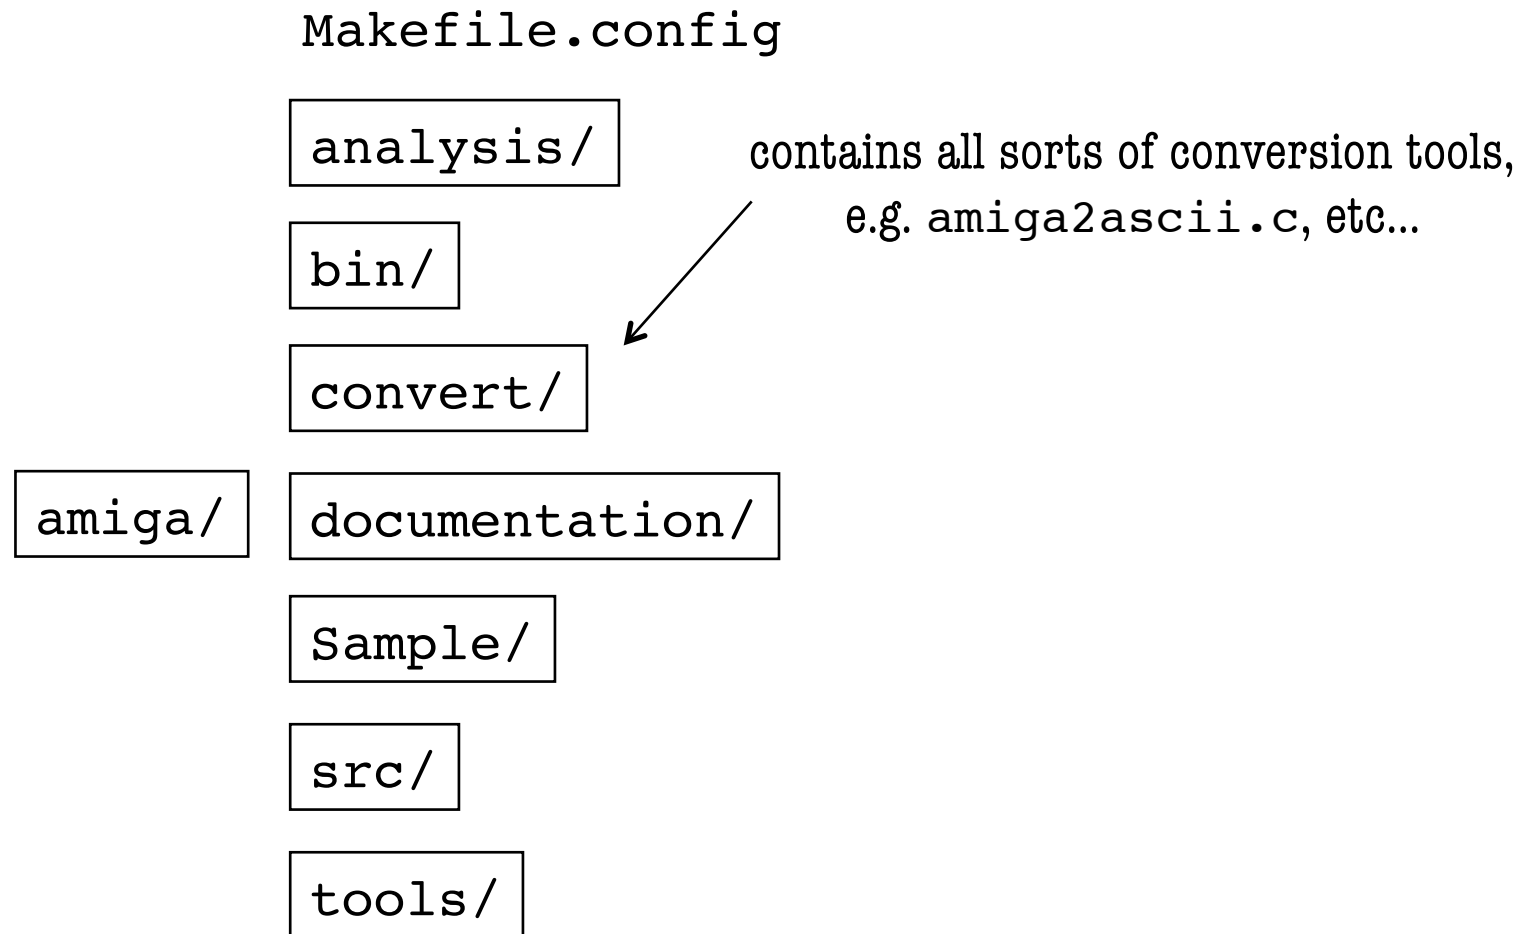 Makefile.config
analysis/
contains all sorts of conversion tools,
e.g. amiga2ascii.c, etc...
bin/
convert/
amiga/
documentation/
Sample/
src/
tools/